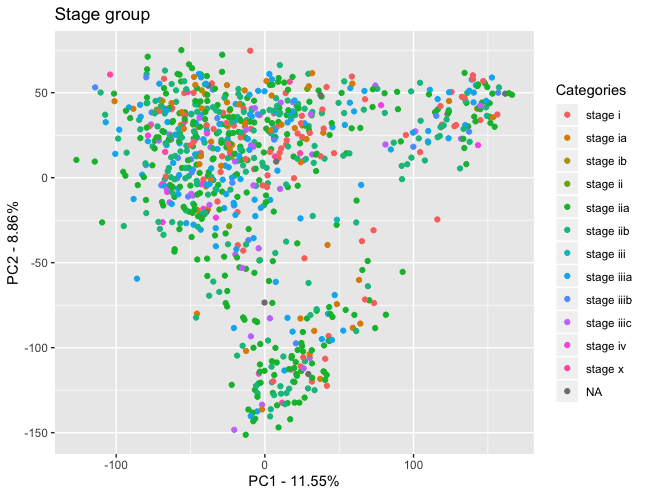 Stage group
50
0
-50
-100
-150
PC2 - 8.86%
-100
0
100
PC1 - 11.55%
Categories
stage i
stage ia
stage ib
stage ii
stage iia
stage iib
stage iii
stage iiia
stage iiib
stage iiic
stage iv
stage x
NA